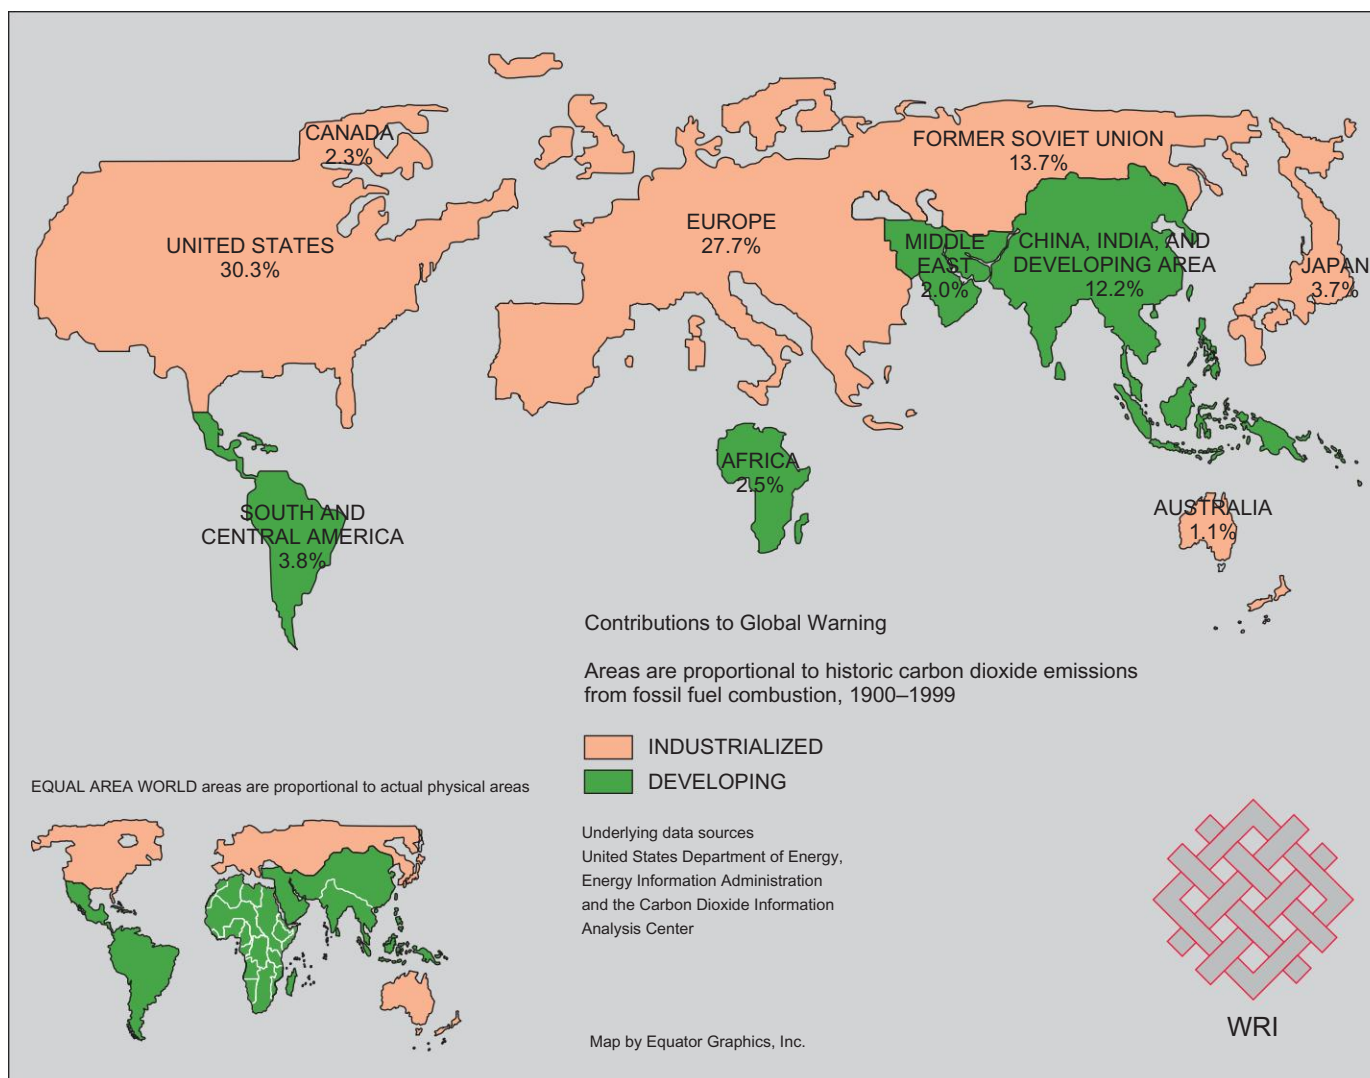 CANADA
2.3%
FORMER SOVIET UNION
13.7%
UNITED STATES
30.3%
EUROPE
27.7%
MIDDLE
EAST
2.0%
CHINA, INDIA, AND
DEVELOPING AREA
12.2%
JAPAN
3.7%
AFRICA
2.5%
SOUTH AND
CENTRAL AMERICA
3.8%
AUSTRALIA
1.1%
Contributions to Global Warning
Areas are proportional to historic carbon dioxide emissions
from fossil fuel combustion, 1900–1999
INDUSTRIALIZED
DEVELOPING
EQUAL AREA WORLD areas are proportional to actual physical areas
Underlying data sources
United States Department of Energy,
Energy Information Administration
and the Carbon Dioxide Information
Analysis Center
Map by Equator Graphics, Inc.
WRI